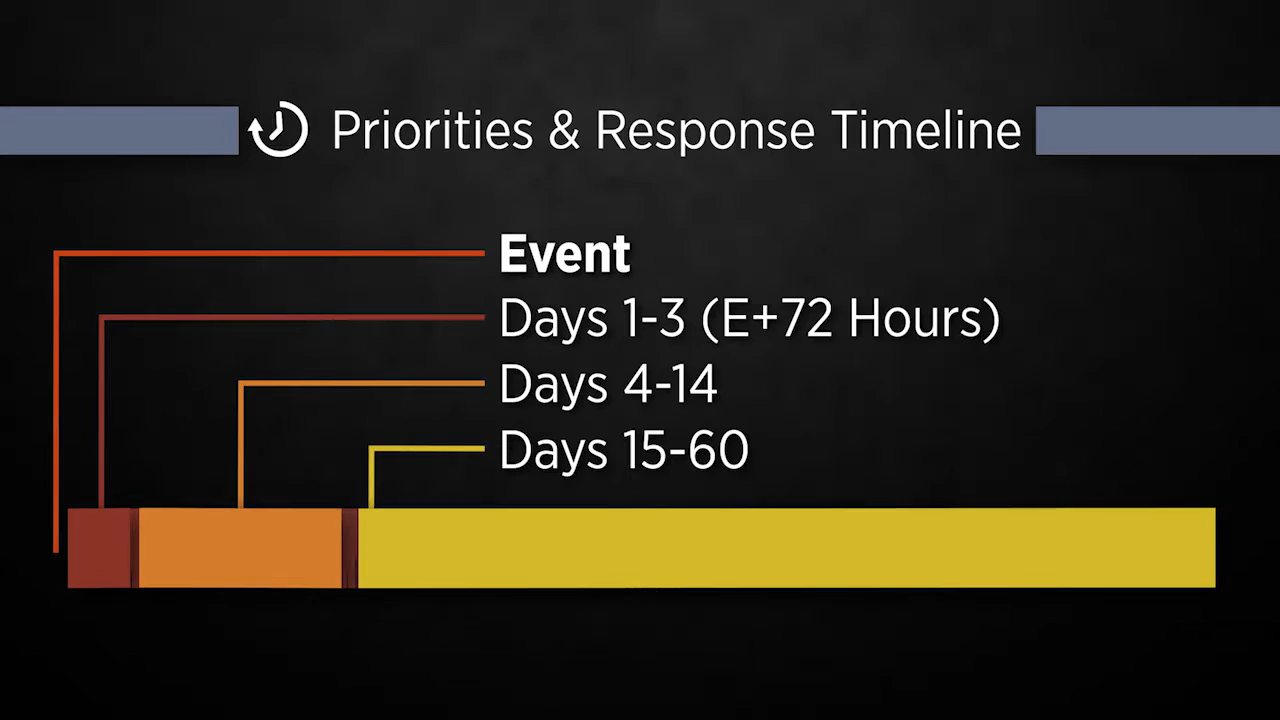 Priorities & Response Timeline
Event
Days 1-3 (E+72 Hours)
Days 4-14
Days 15-60